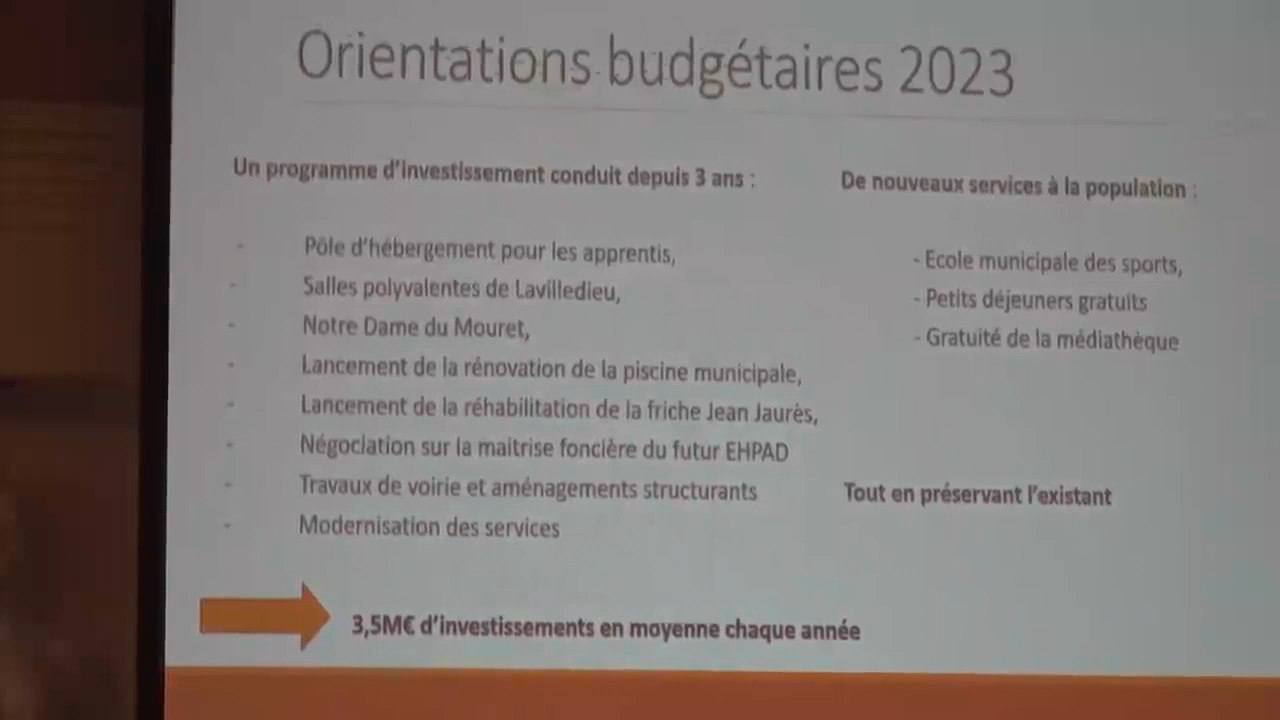 Orientations budgétaires 2023
Un programme d'investissement conduit depuis 3 ans :
- Pôle d'hébergement pour les apprentis,
- Salles polyvalentes de Lavilledieu,
- Notre Dame du Mouret,
- Lancement de la rénovation de la piscine municipale,
- Lancement de la réhabilitation de la friche Jean Jaurès,
- Négociation sur la maitrise foncière du futur EHPAD
- Travaux de voirie et aménagements structurants
- Modernisation des services
De nouveaux services à la population :
- Ecole municipale des sports,
- Petits déjeuners gratuits
- Gratuité de la médiathèque
Tout en préservant l'existant
3,5M€ d'investissements en moyenne chaque année